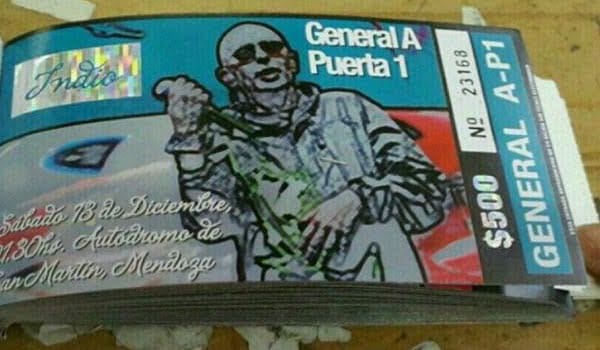 Indio
General A
Puerta 1
Sábado 13 de Diciembre,
21.30hs. Autodromo de
San Martín, Mendoza
$500 Nº 23168
GENERAL A-P1